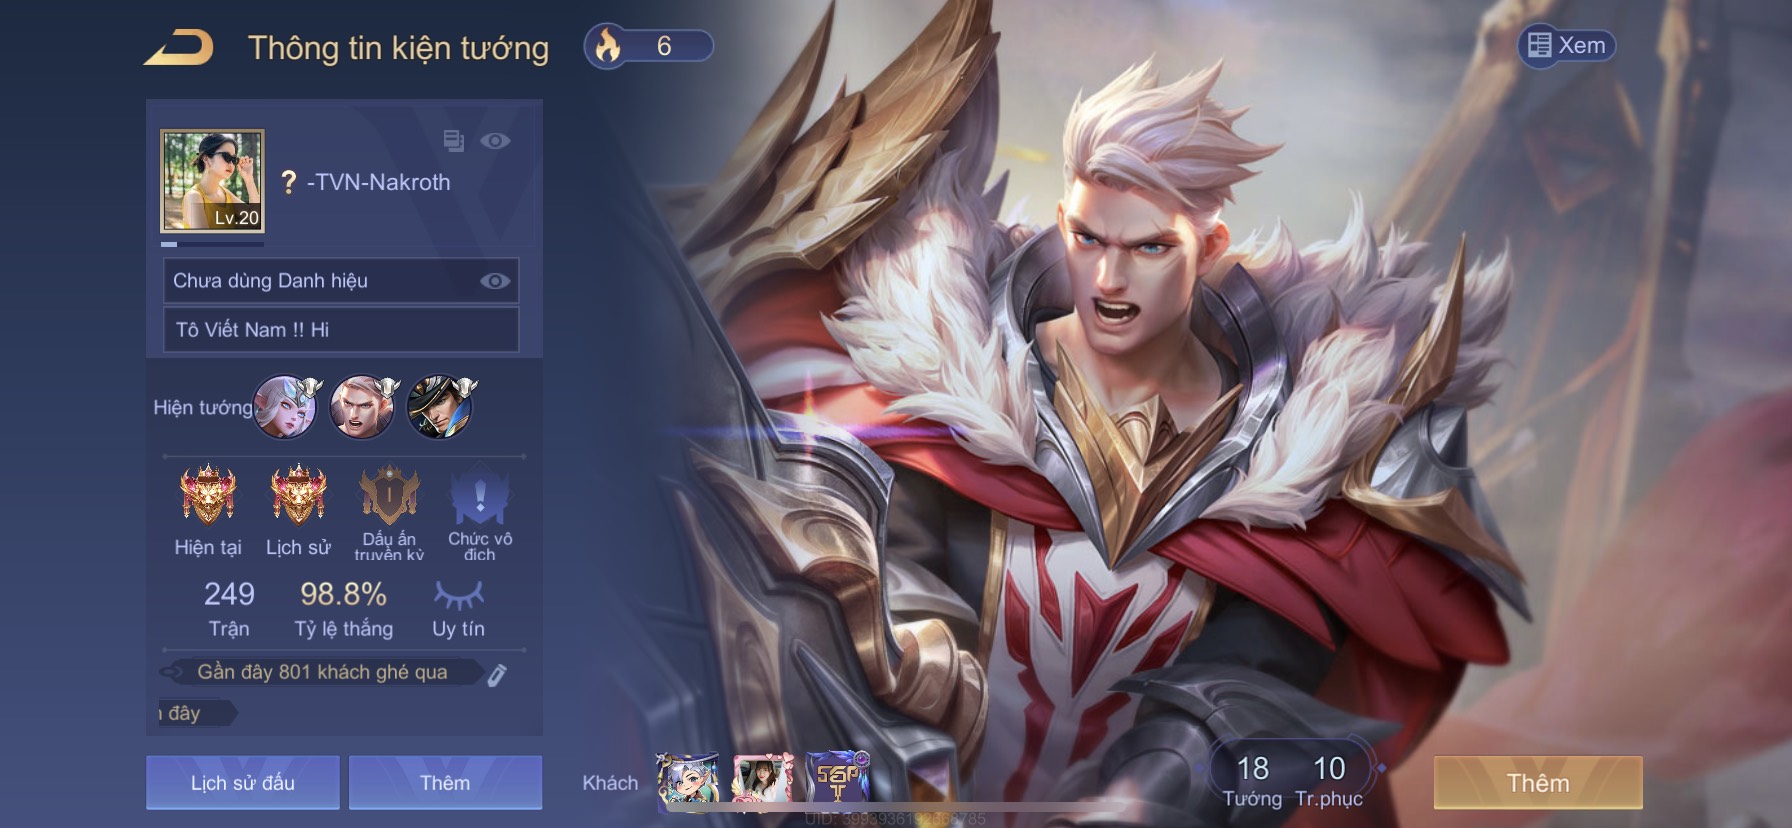 Thông tin kiện tướng
6
Xem
Lv.20
? -TVN-Nakroth
Chưa dùng Danh hiệu
Tô Viết Nam !! Hi
Hiện tướng
Hiện tại
Lịch sử
Dấu ấn
truyền kỳ
Chức vô
địch
249
98.8%
Trận
Tỷ lệ thắng
Uy tín
Gần đây 801 khách ghé qua
đây
Lịch sử đấu
Thêm
Khách
18
10
Tướng
Tr.phục
Thêm